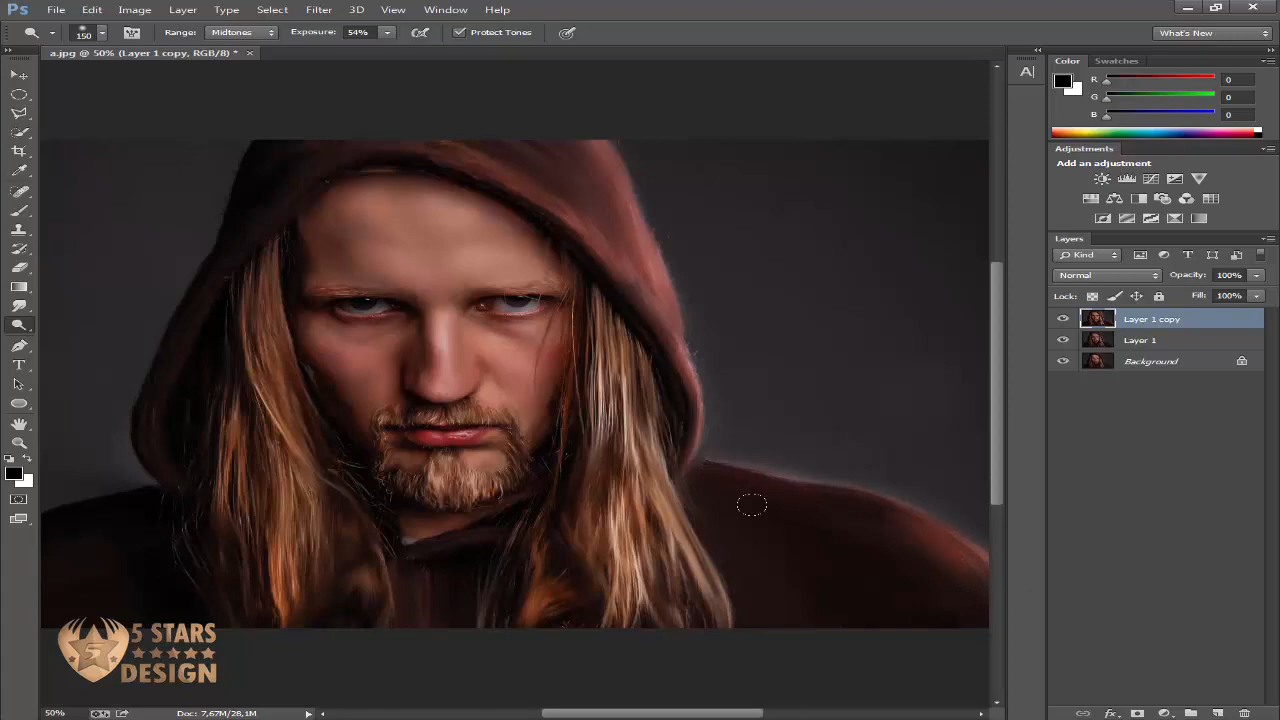 Ps File Edit Image Layer Type Select Filter 3D View Window Help
150 Range: Midtones Exposure: 54% Protect Tones What's New
a.jpg @ 50% (Layer 1 copy, RGB/8) *
Color Swatches
R 0
G 0
B 0
Adjustments
Add an adjustment
Layers
Kind
Normal Opacity: 100%
Lock: Fill: 100%
Layer 1 copy
Layer 1
Background
5 STARS
5
DESIGN
50% Doc: 7,67M/28,1M